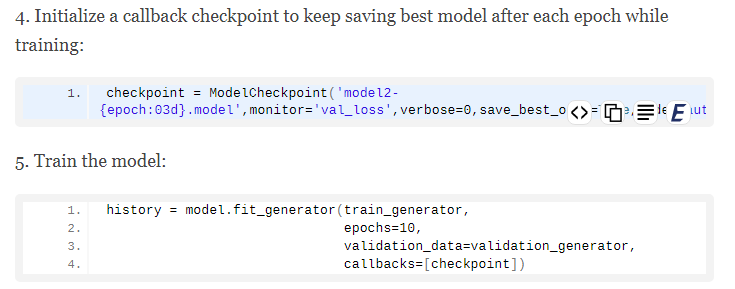 4. Initialize a callback checkpoint to keep saving best model after each epoch while
training:
1. checkpoint = ModelCheckpoint('model2-
{epoch:03d}.model',monitor='val_loss',verbose=0,save_best_o
5. Train the model:
1. history = model.fit_generator(train_generator,
2. epochs=10,
3. validation_data=validation_generator,
4. callbacks=[checkpoint])